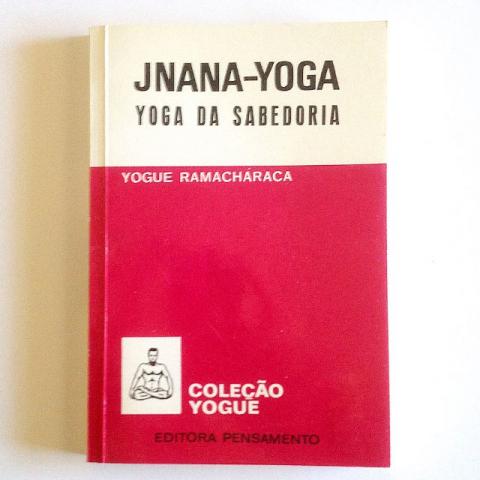 JNANA-YOGA
YOGA DA SABEDORIA
YOGUE RAMACHÁRACA
COLEÇÃO
YOGUE
EDITORA PENSAMENTO